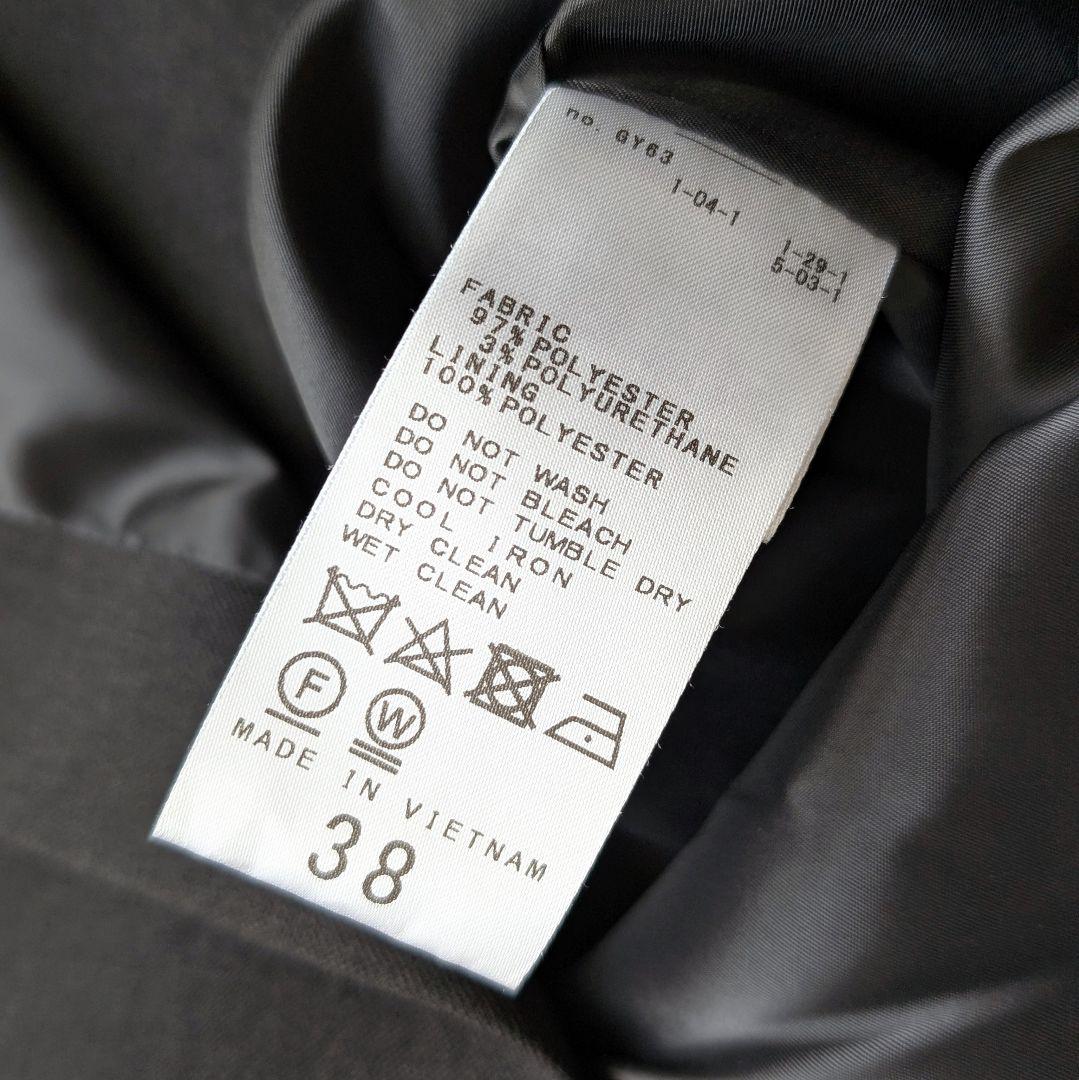 no. GY63
1-04-1
1-29-1
5-03-1
FABRIC
97% POLYESTER
3% POLYURETHANE
LINING
100% POLYESTER
DO NOT WASH
DO NOT BLEACH
DO NOT TUMBLE DRY
COOL IRON
DRY CLEAN
WET CLEAN
F
W
MADE IN VIETNAM
38